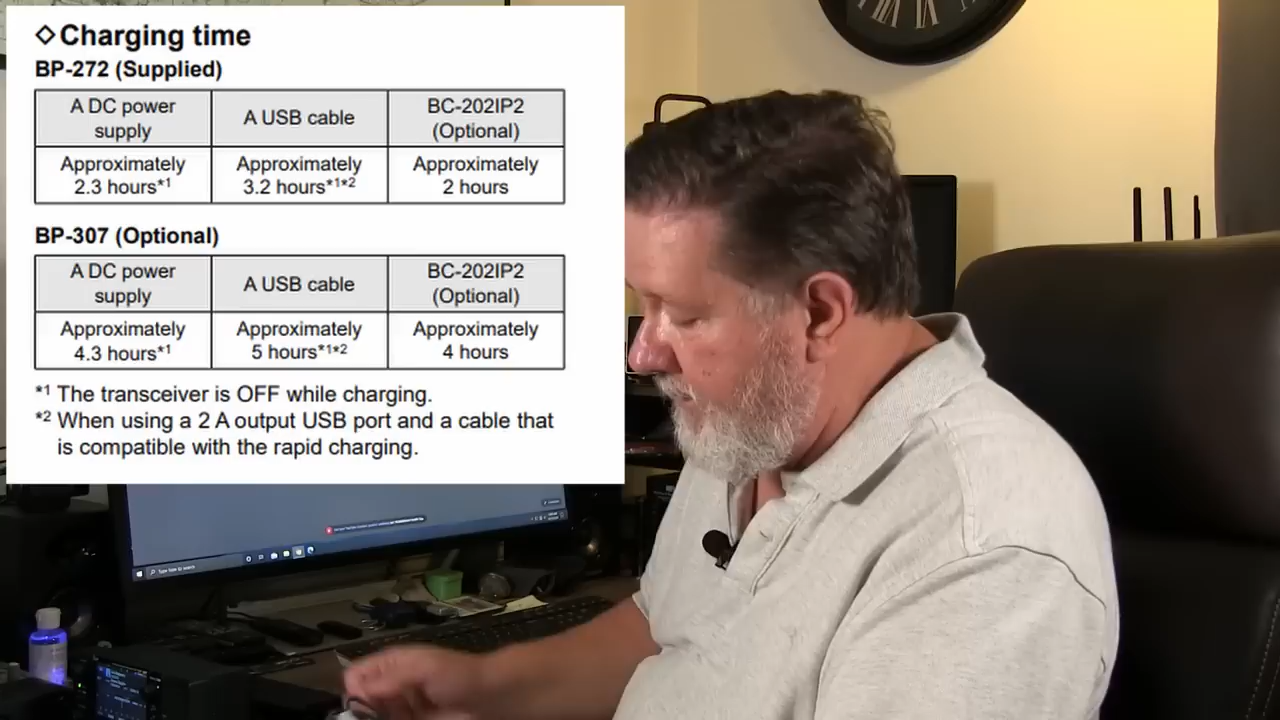 ◇Charging time
BP-272 (Supplied)
A DC power supply
A USB cable
BC-202IP2 (Optional)
Approximately 2.3 hours*1
Approximately 3.2 hours*1*2
Approximately 2 hours
BP-307 (Optional)
A DC power supply
A USB cable
BC-202IP2 (Optional)
Approximately 4.3 hours*1
Approximately 5 hours*1*2
Approximately 4 hours
*1 The transceiver is OFF while charging.
*2 When using a 2 A output USB port and a cable that
is compatible with the rapid charging.